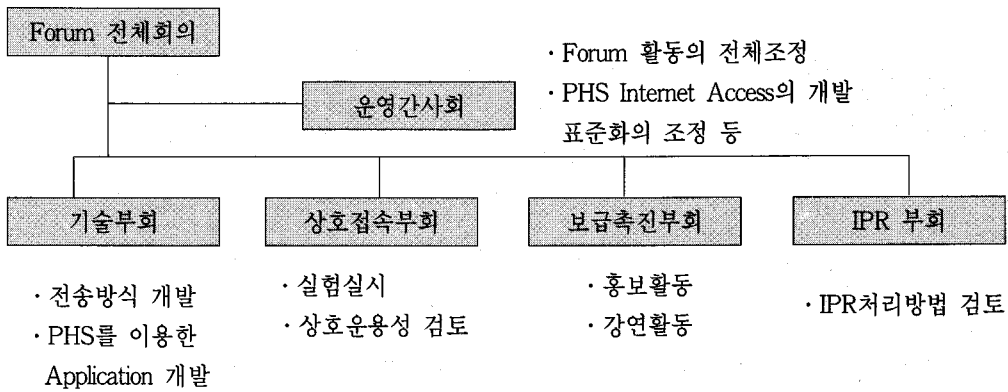 Forum 전체회의
운영간사회
· Forum 활동의 전체조정
· PHS Internet Access의 개발
표준화의 조정 등
기술부회
상호접속부회
보급촉진부회
IPR 부회
· 전송방식 개발
· PHS를 이용한
Application 개발
· 실험실시
· 상호운용성 검토
· 홍보활동
· 강연활동
· IPR처리방법 검토